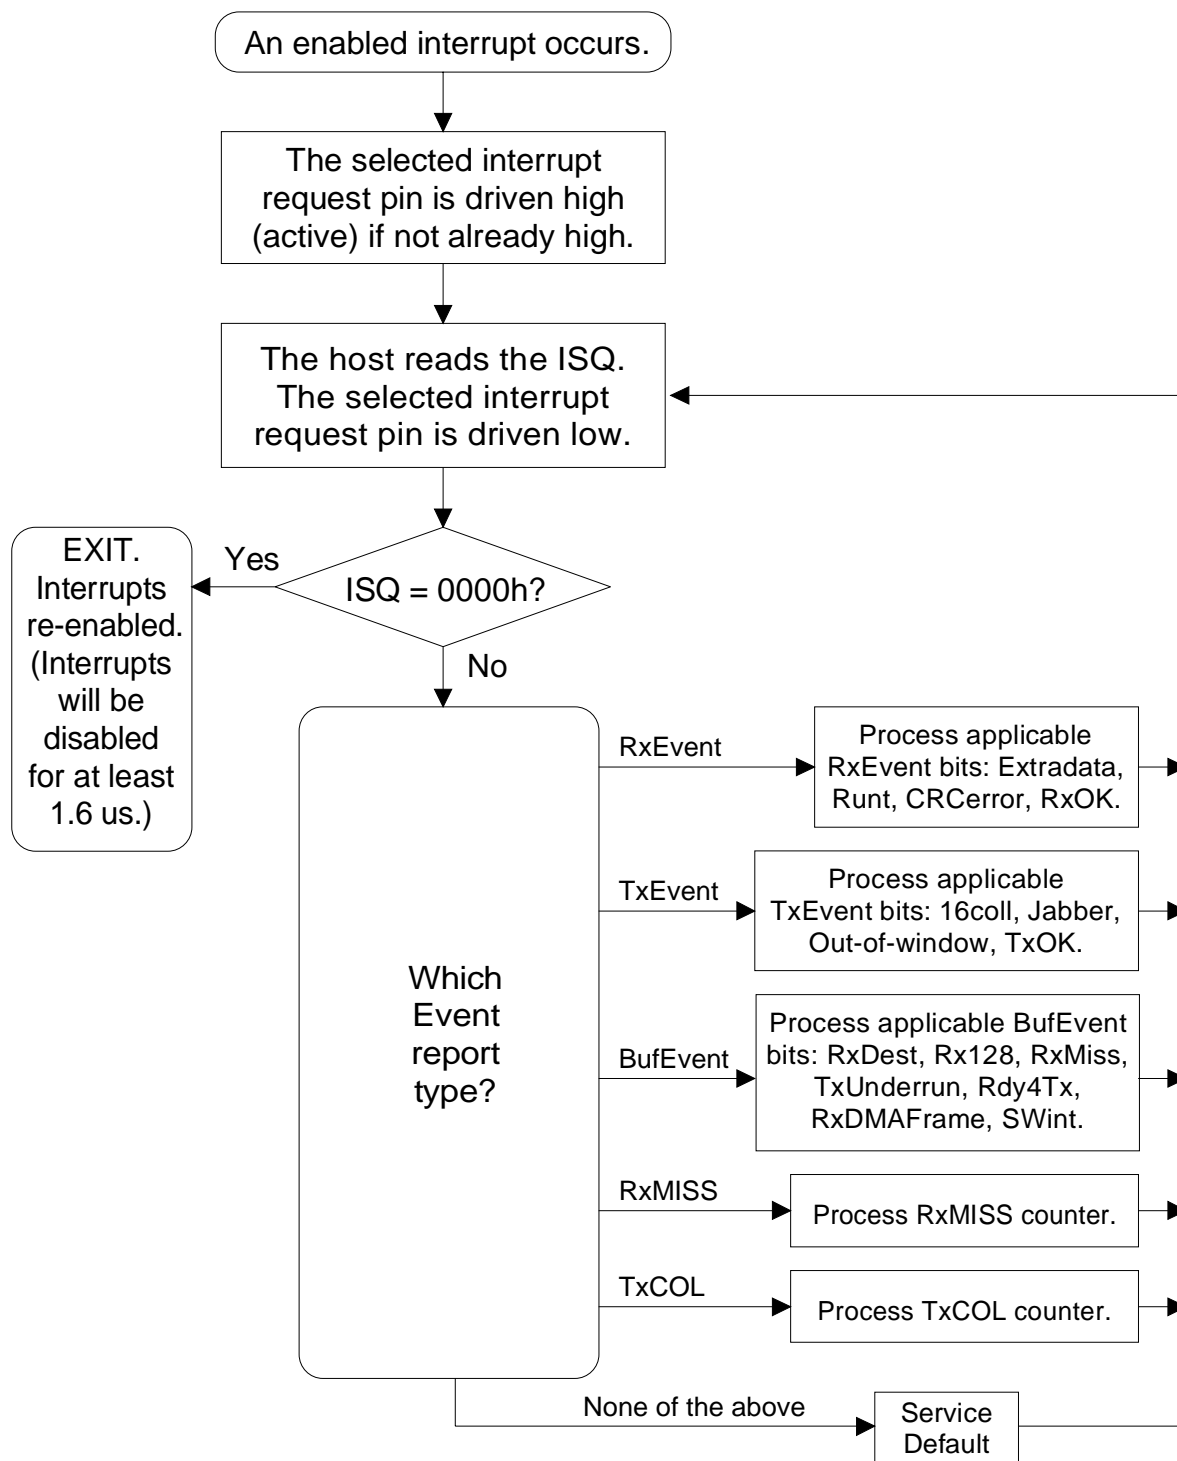 An enabled interrupt occurs.
The selected interrupt
request pin is driven high
(active) if not already high.
The host reads the ISQ.
The selected interrupt
request pin is driven low.
EXIT.
Interrupts
re-enabled.
(Interrupts
will be
disabled
for at least
1.6 us.)
Yes
ISQ = 0000h?
No
Which
Event
report
type?
RxEvent
Process applicable
RxEvent bits: Extradata,
Runt, CRCerror, RxOK.
TxEvent
Process applicable
TxEvent bits: 16coll, Jabber,
Out-of-window, TxOK.
BufEvent
Process applicable BufEvent
bits: RxDest, Rx128, RxMiss,
TxUnderrun, Rdy4Tx,
RxDMAFrame, SWint.
RxMISS
Process RxMISS counter.
TxCOL
Process TxCOL counter.
None of the above
Service
Default